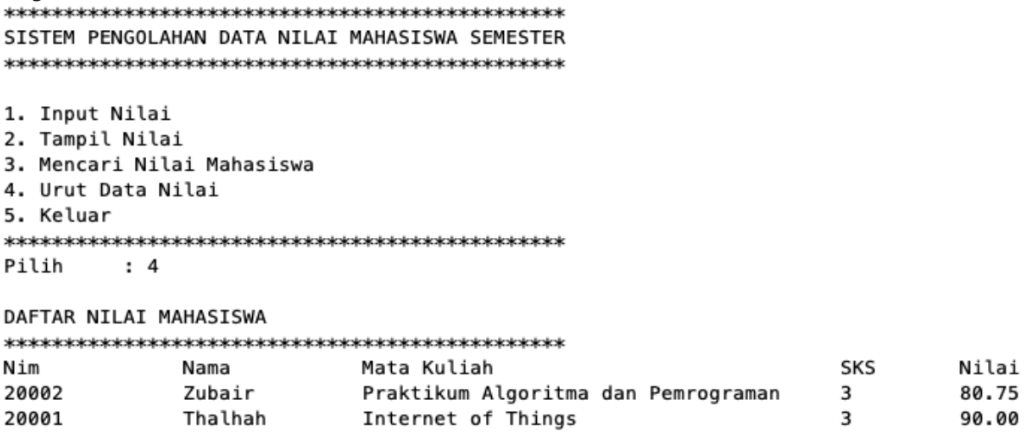 ***********************************************
SISTEM PENGOLAHAN DATA NILAI MAHASISWA SEMESTER
***********************************************
1. Input Nilai
2. Tampil Nilai
3. Mencari Nilai Mahasiswa
4. Urut Data Nilai
5. Keluar
***********************************************
Pilih     : 4
DAFTAR NILAI MAHASISWA
***********************************************
Nim            Nama           Mata Kuliah                             SKS       Nilai
20002          Zubair         Praktikum Algoritma dan Pemrograman     3         80.75
20001          Thalhah        Internet of Things                      3         90.00